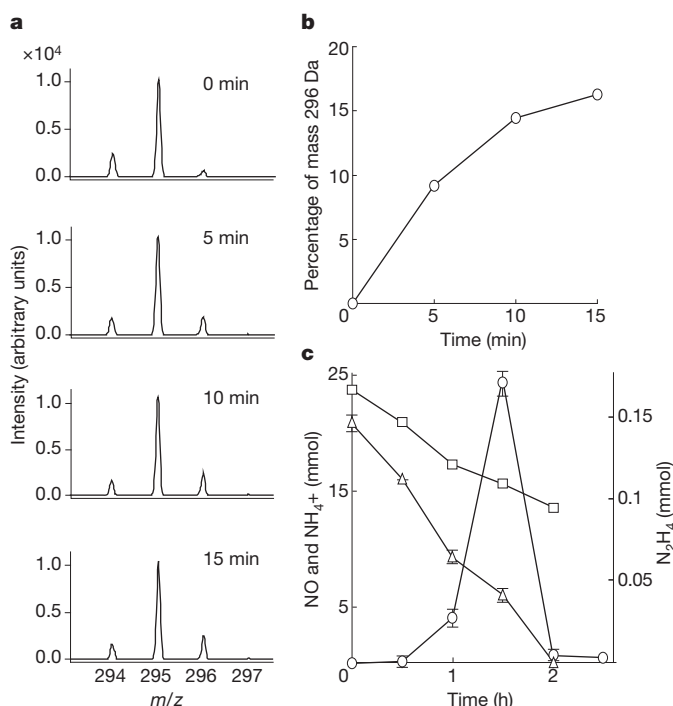 a
×10⁴
1.0
0.5
0.0
0 min
1.0
0.5
0.0
5 min
1.0
0.5
0.0
10 min
1.0
0.5
0.0
15 min
294 295 296 297
m/z
Intensity (arbitrary units)
b
20
15
10
5
0 5 10 15
Time (min)
Percentage of mass 296 Da
c
25
15
5
0 1 2
Time (h)
NO and NH₄+ (mmol)
0.15
0.1
0.05
N₂H₄ (mmol)